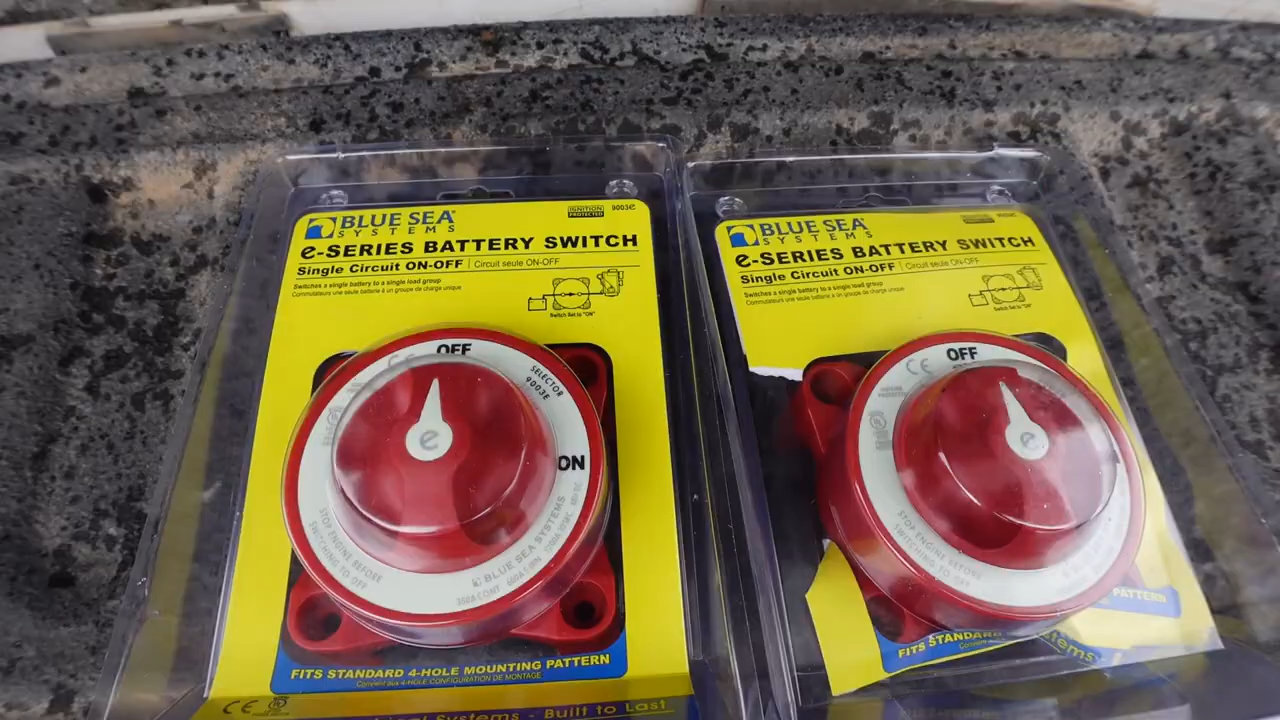 BLUE SEA
SYSTEMS
IGNITION
PROTECTED
9003e
e-SERIES BATTERY SWITCH
Single Circuit ON-OFF | Circuit seule ON-OFF
Switches a single battery to a single load group
Commutateurs une seule batterie à un groupe de charge unique
Switch Set to "ON"
OFF
CE
SELECTOR
9003E
ON
STOP ENGINE BEFORE
SWITCHING TO OFF
BLUE SEA SYSTEMS
350A CONT
FITS STANDARD 4-HOLE MOUNTING PATTERN
Convient aux 4-HOLE CONFIGURATION DE MONTAGE
CE
Systems - Built to Last
BLUE SEA
SYSTEMS
e-SERIES BATTERY SWITCH
Single Circuit ON-OFF | Circuit seule ON-OFF
Switches a single battery to a single load group
Commutateurs une seule batterie à un groupe de charge unique
OFF
CE
STOP ENGINE BEFORE
SWITCHING TO OFF
PATTERN
FITS STANDARD